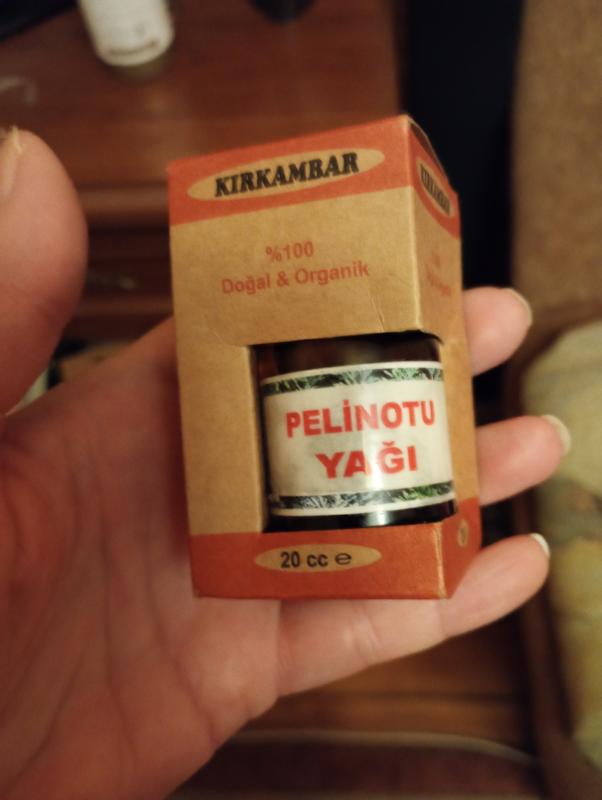 KIRKAMBAR
%100
Doğal & Organik
PELİNOTU
YAĞI
20 cc e